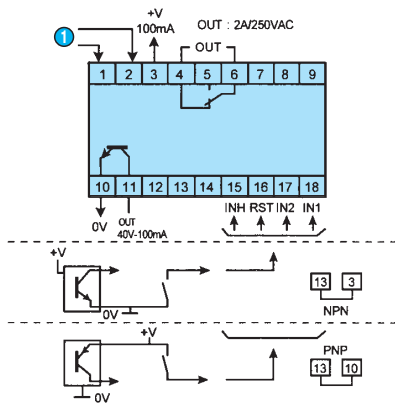 +V
100mA
OUT : 2A/250VAC
1
OUT
1 2 3 4 5 6 7 8 9
10 11 12 13 14 15 16 17 18
0V
OUT
40V-100mA
INH RST IN2 IN1
+V
0V
13 3
NPN
+V
0V
PNP
13 10